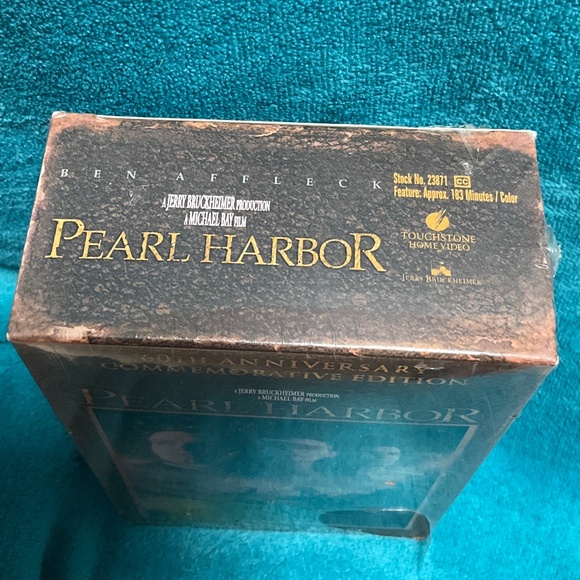 BEN AFFLECK
A JERRY BRUCKHEIMER PRODUCTION
A MICHAEL BAY FILM
PEARL HARBOR
Stock No. 23871 CC
Feature: Approx. 183 Minutes / Color
TOUCHSTONE
HOME VIDEO
JERRY BRUCKHEIMER
60TH ANNIVERSARY
COMMEMORATIVE EDITION
A JERRY BRUCKHEIMER PRODUCTION
A MICHAEL BAY FILM
PEARL HARBOR